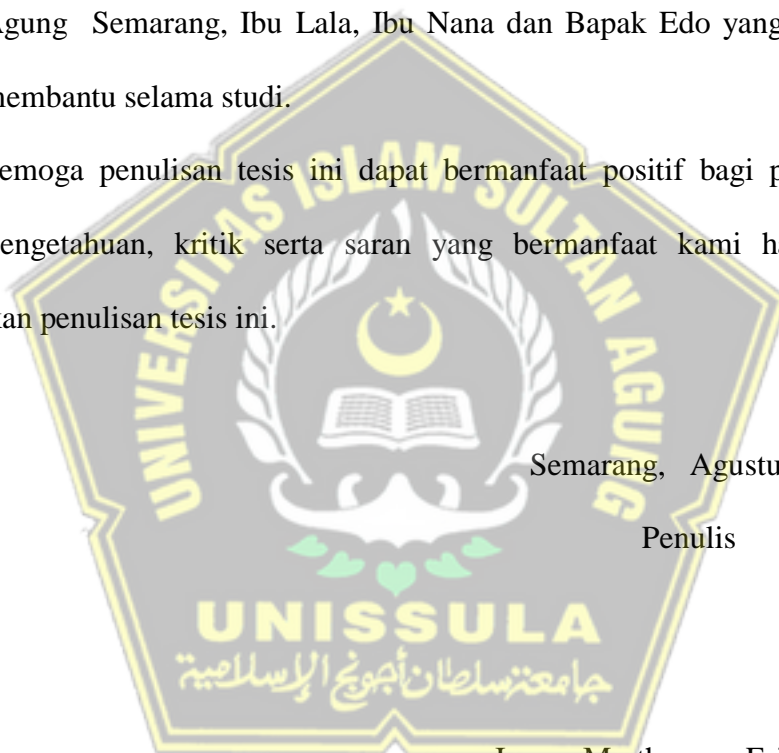 Agung Semarang, Ibu Lala, Ibu Nana dan Bapak Edo yang
membantu selama studi.
emoga penulisan tesis ini dapat bermanfaat positif bagi p
engetahuan, kritik serta saran yang bermanfaat kami ha
kan penulisan tesis ini.
Semarang, Agustu
Penulis
UNIVERSITAS ISLAM SULTAN AGUNG
UNISSULA
جامعة سلطان أجونج الإسلامية